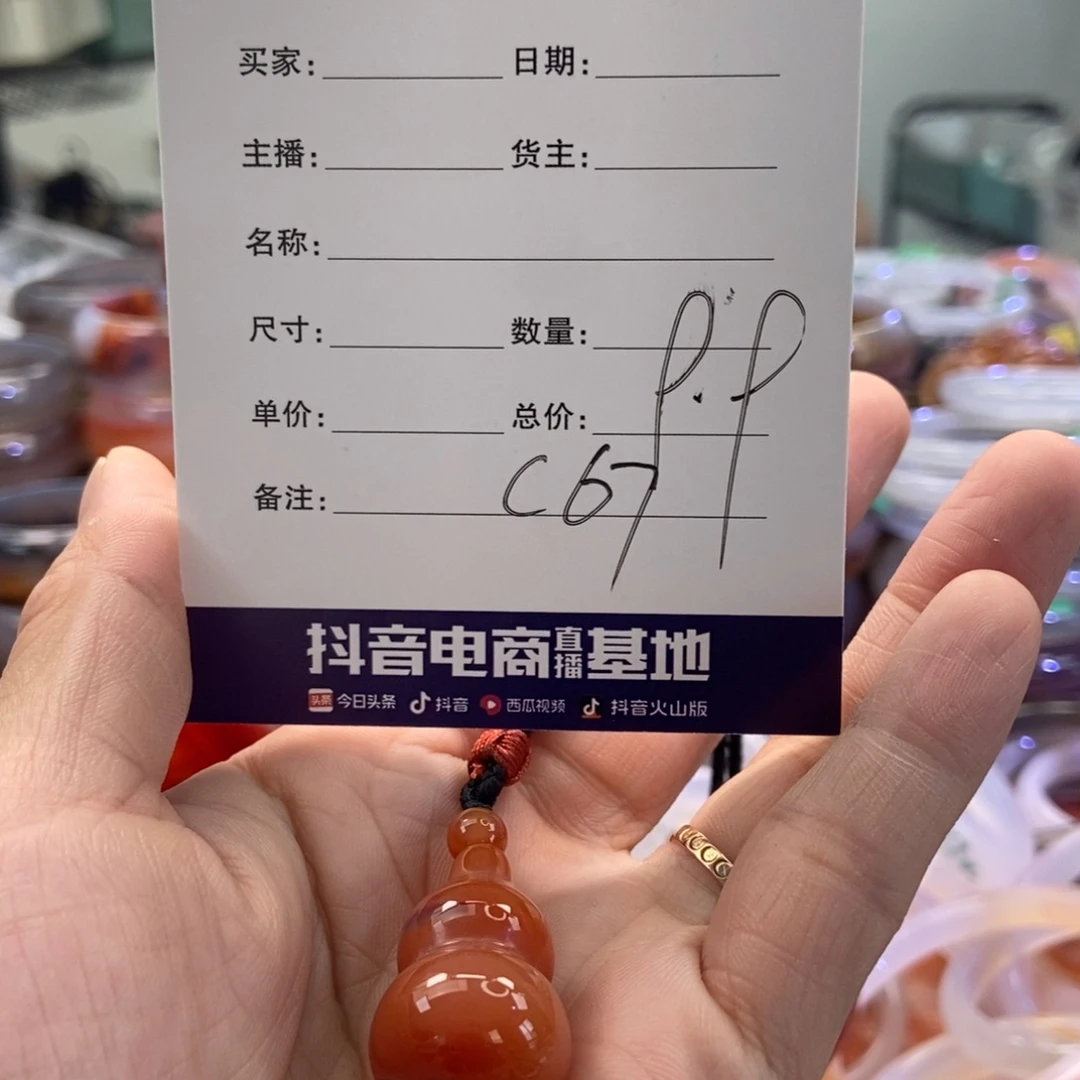 买家: 日期:
主播: 货主:
名称:
尺寸: 数量:
单价: 总价:
备注: C67
抖音电商直播基地
头条 今日头条 抖音 西瓜视频 抖音火山版